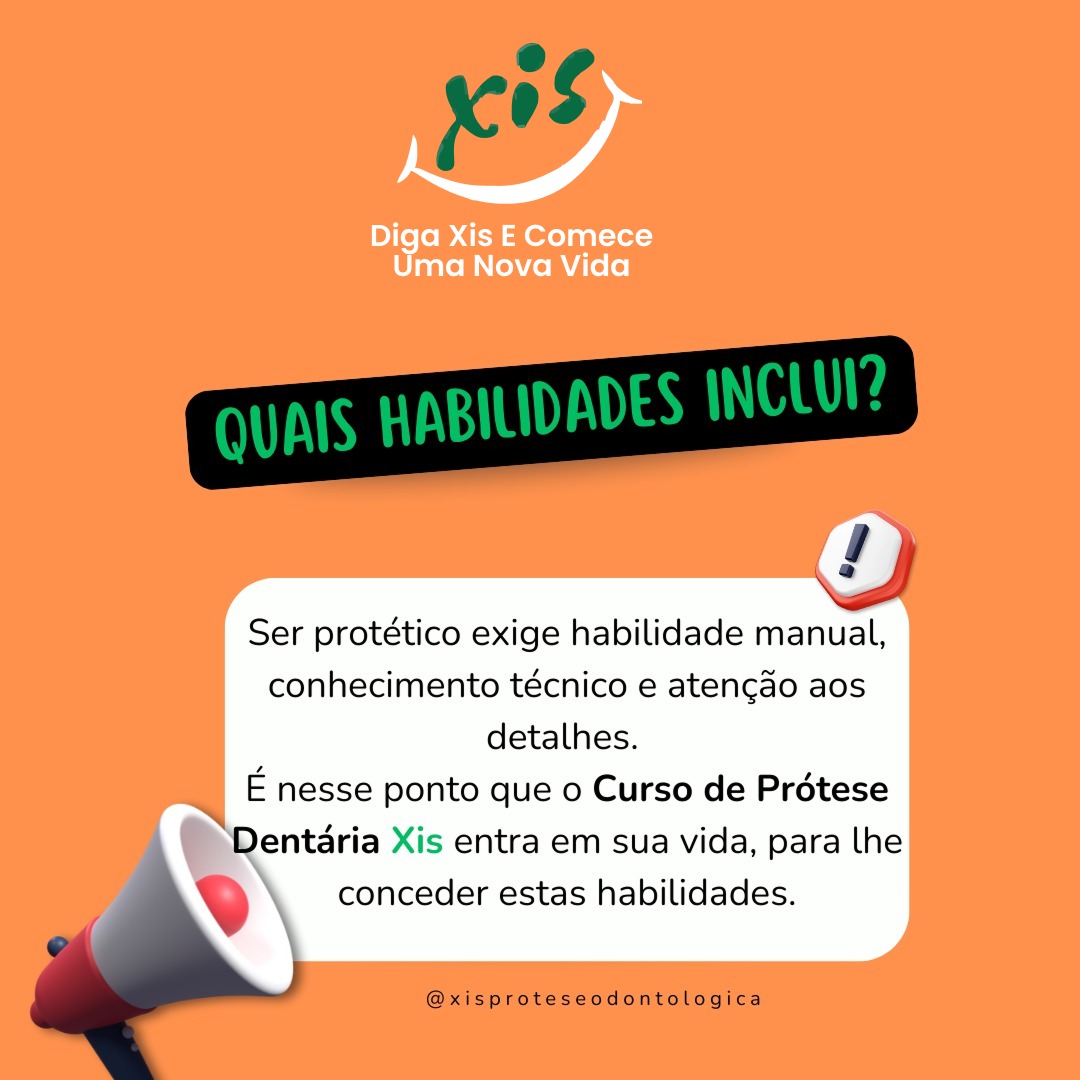 xis
Diga Xis E Comece
Uma Nova Vida
QUAIS HABILIDADES INCLUI?
!
Ser protético exige habilidade manual,
conhecimento técnico e atenção aos
detalhes.
É nesse ponto que o Curso de Prótese
Dentária Xis entra em sua vida, para lhe
conceder estas habilidades.
@xisproteseodontologica